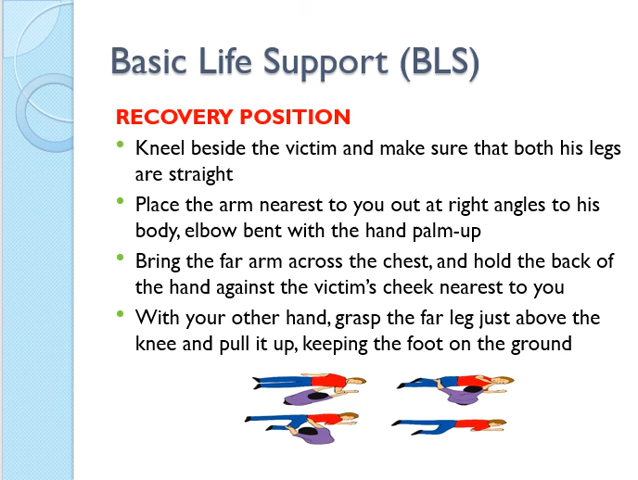 Basic Life Support (BLS)
RECOVERY POSITION
• Kneel beside the victim and make sure that both his legs
are straight
• Place the arm nearest to you out at right angles to his
body, elbow bent with the hand palm-up
• Bring the far arm across the chest, and hold the back of
the hand against the victim's cheek nearest to you
• With your other hand, grasp the far leg just above the
knee and pull it up, keeping the foot on the ground